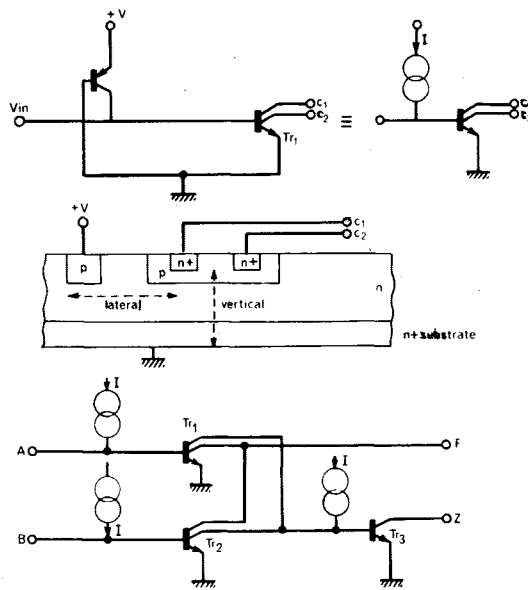 +V
I
Vin
Tr1
c1
c2
≡
+V
c1
c2
p
p
n+
n+
n
lateral
vertical
n+substrate
I
Tr1
A
F
I
I
B
Tr2
Tr3
Z